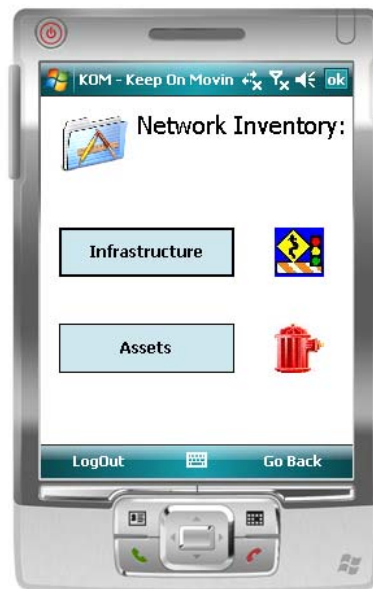 KOM - Keep On Movin
ok
Network Inventory:
Infrastructure
Assets
LogOut
Go Back